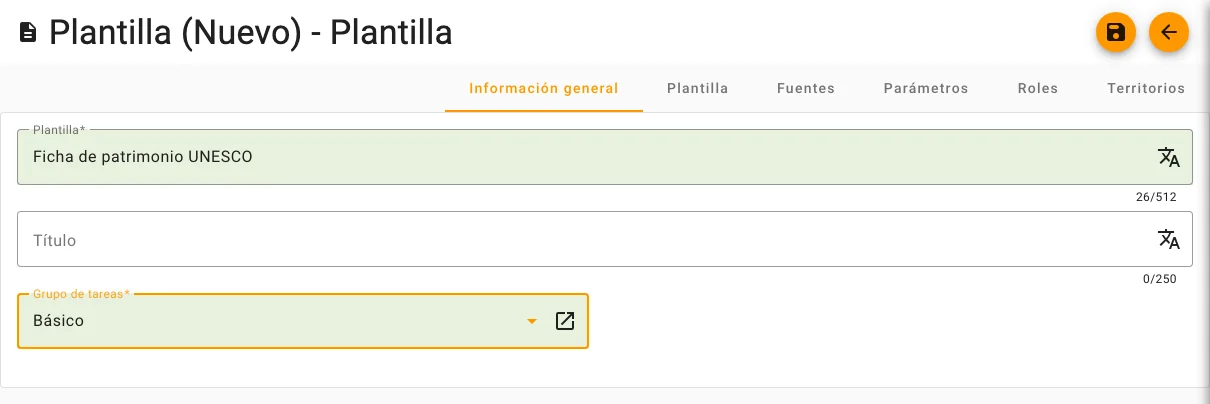 Plantilla (Nuevo) - Plantilla
Información general Plantilla Fuentes Parámetros Roles Territorios
Plantilla*
Ficha de patrimonio UNESCO
26/512
Título
0/250
Grupo de tareas*
Básico